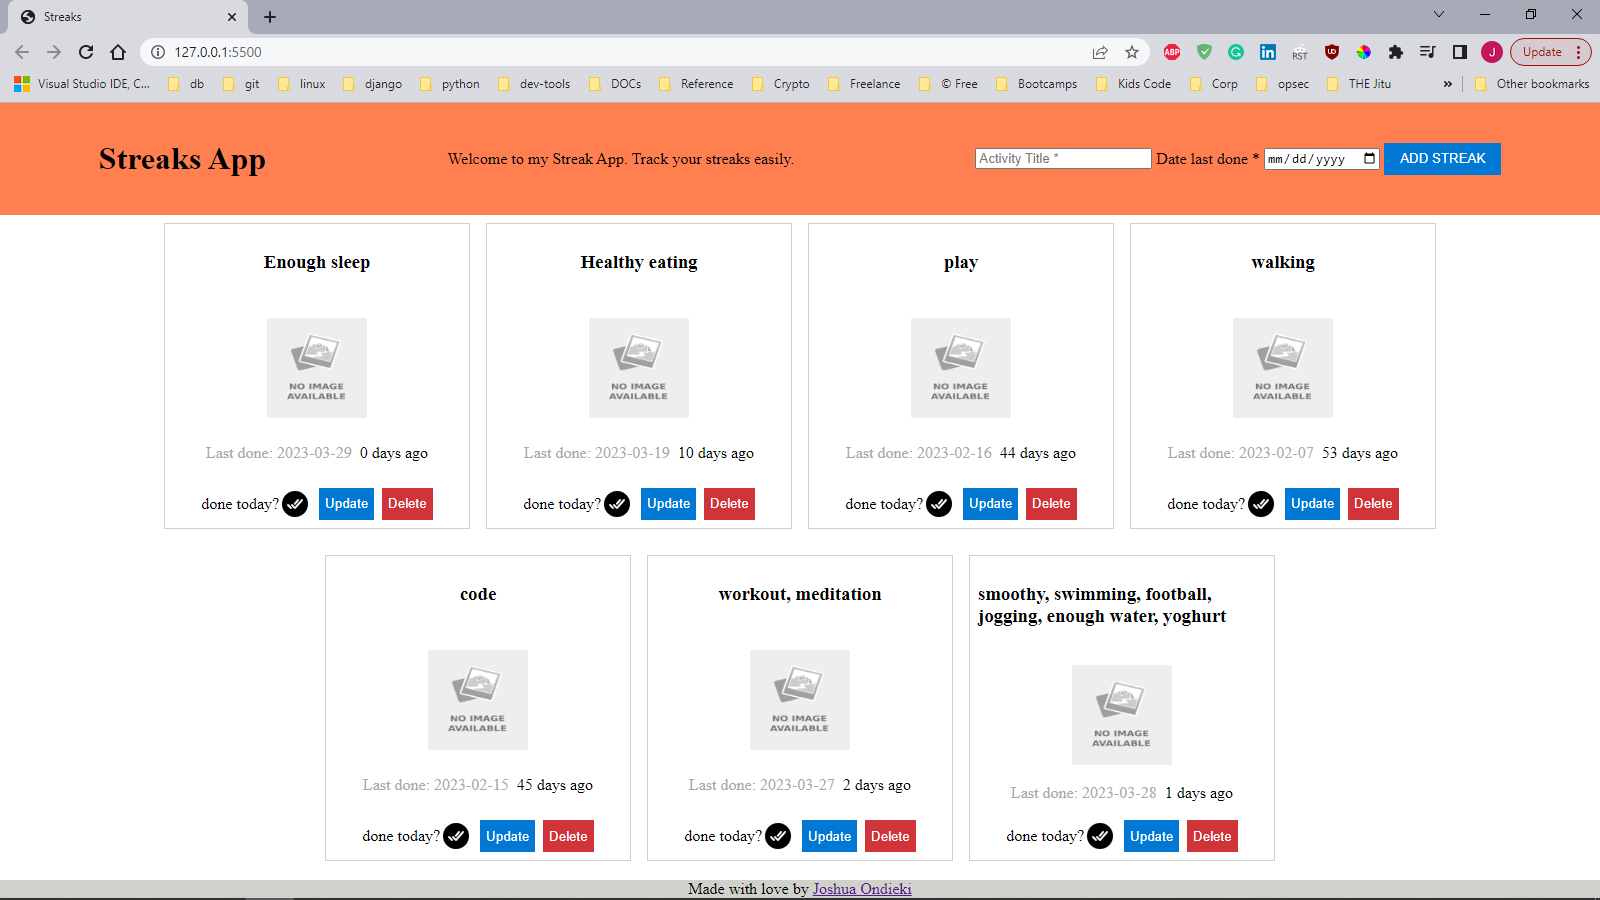 Streaks
127.0.0.1:5500
ABP
RST
J
Update
Visual Studio IDE, C...
db
git
linux
django
python
dev-tools
DOCs
Reference
Crypto
Freelance
© Free
Bootcamps
Kids Code
Corp
opsec
THE Jitu
»
Other bookmarks
Streaks App
Welcome to my Streak App. Track your streaks easily.
Activity Title *
Date last done *
mm/dd/yyyy
ADD STREAK
Enough sleep
NO IMAGE
AVAILABLE
Last done: 2023-03-29 0 days ago
done today? Update Delete
Healthy eating
NO IMAGE
AVAILABLE
Last done: 2023-03-19 10 days ago
done today? Update Delete
play
NO IMAGE
AVAILABLE
Last done: 2023-02-16 44 days ago
done today? Update Delete
walking
NO IMAGE
AVAILABLE
Last done: 2023-02-07 53 days ago
done today? Update Delete
code
NO IMAGE
AVAILABLE
Last done: 2023-02-15 45 days ago
done today? Update Delete
workout, meditation
NO IMAGE
AVAILABLE
Last done: 2023-03-27 2 days ago
done today? Update Delete
smoothy, swimming, football,
jogging, enough water, yoghurt
NO IMAGE
AVAILABLE
Last done: 2023-03-28 1 days ago
done today? Update Delete
Made with love by Joshua Ondieki